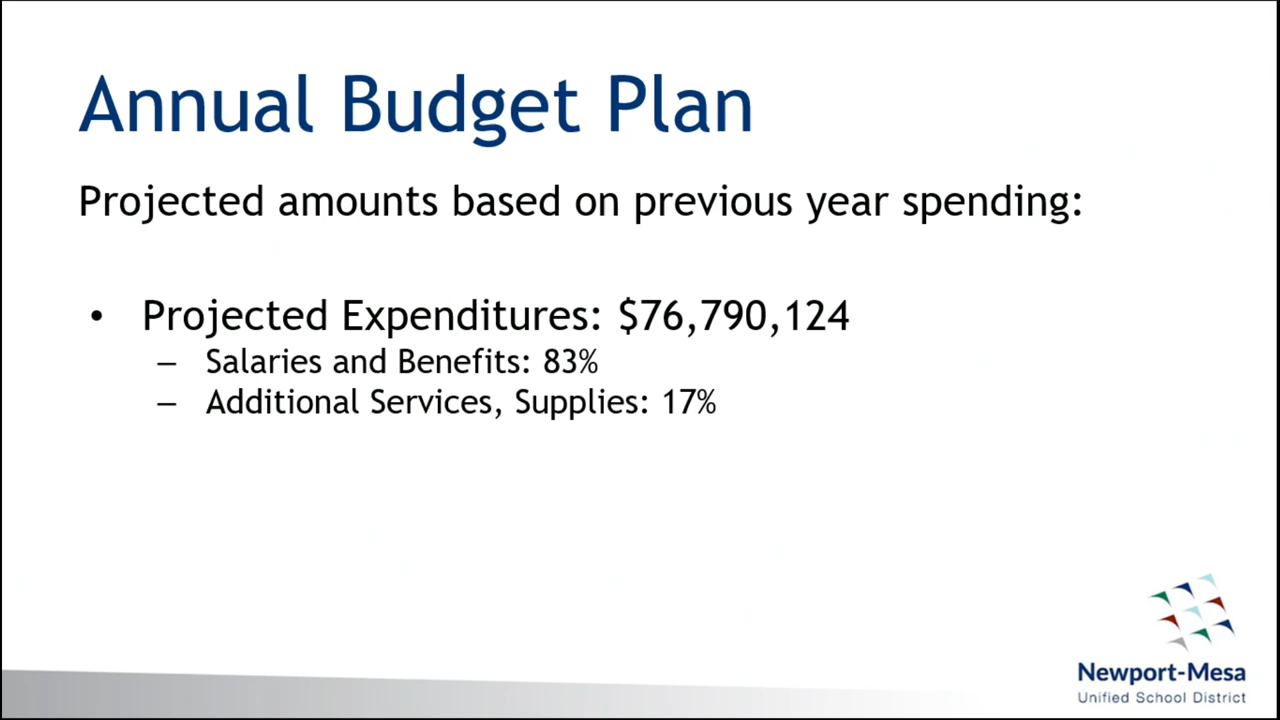 Annual Budget Plan
Projected amounts based on previous year spending:
• Projected Expenditures: $76,790,124
– Salaries and Benefits: 83%
– Additional Services, Supplies: 17%
Newport-Mesa
Unified School District